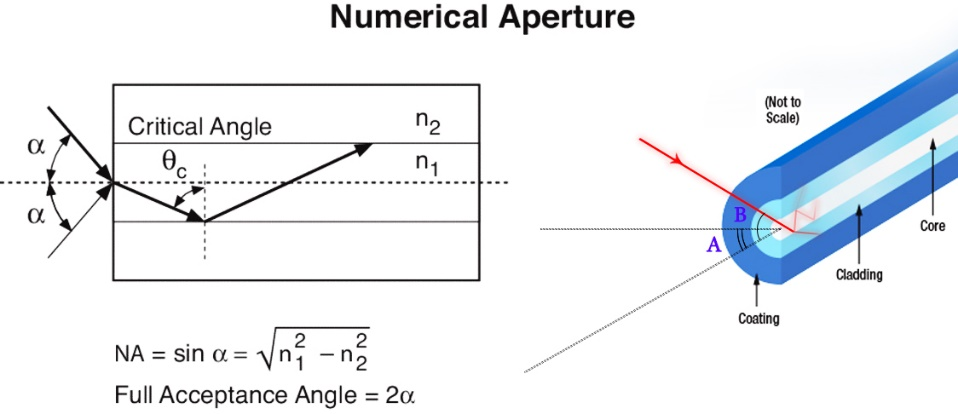 Numerical Aperture
Critical Angle
n2
α
θc
n1
α
NA = sin α = √n1² − n2²
Full Acceptance Angle = 2α
(Not to
Scale)
B
A
Core
Cladding
Coating